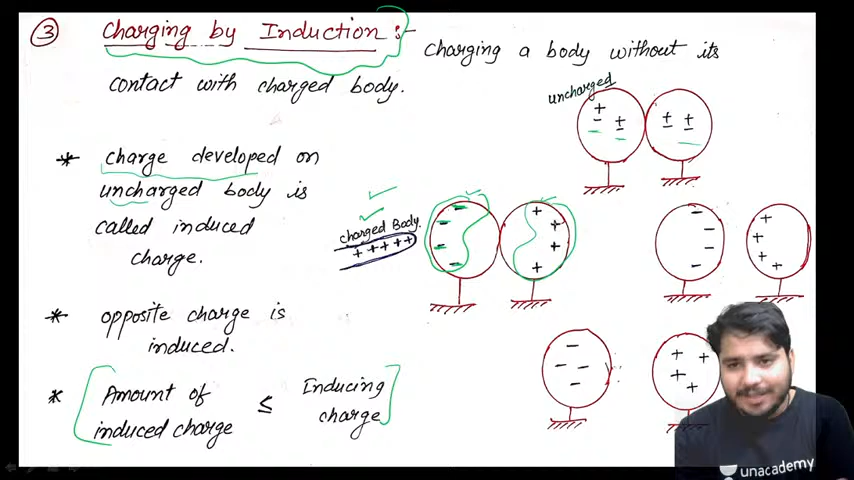 ③ Charging by Induction :- Charging a body without its
contact with charged body.
uncharged
* charge developed on
uncharged body is
called induced
charge.
Charged Body.
+ + + + +
* opposite charge is
induced.
* Amount of induced charge ≤ Inducing charge
unacademy